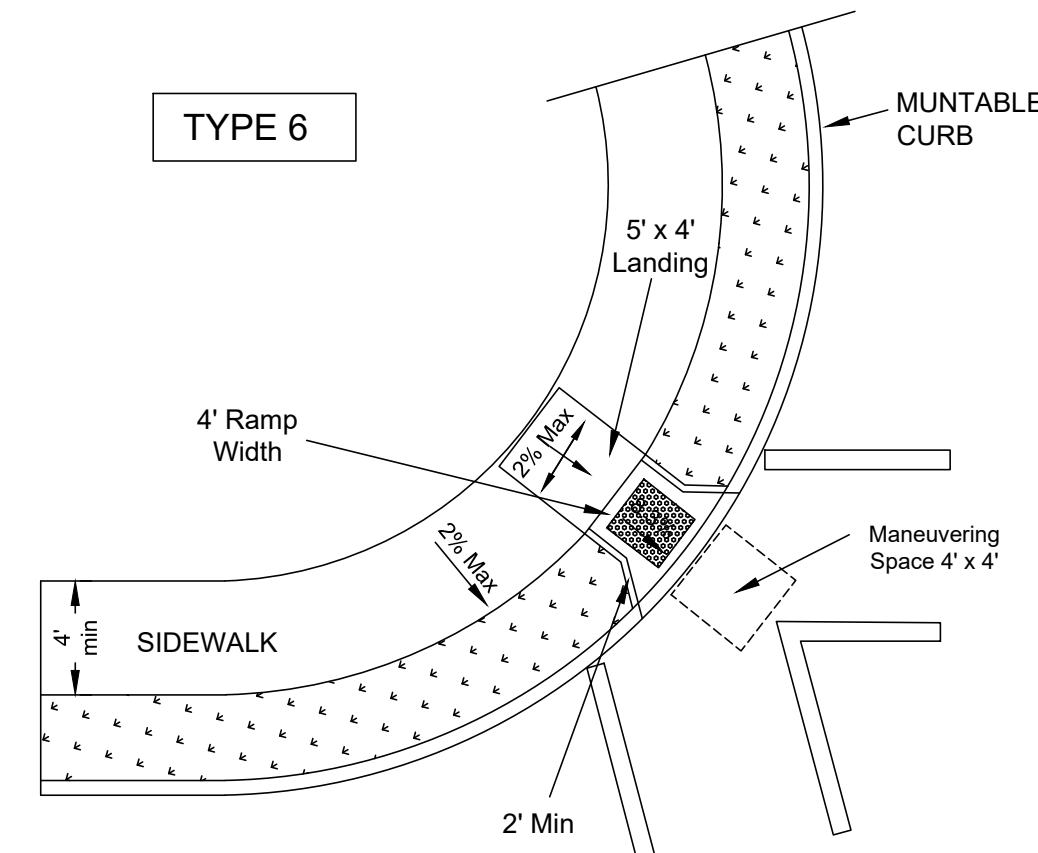 TYPE 6
MUNTABLE
CURB
5' x 4'
Landing
4' Ramp
Width
2% Max
2% Max
Maneuvering
Space 4' x 4'
4'
min
SIDEWALK
2' Min